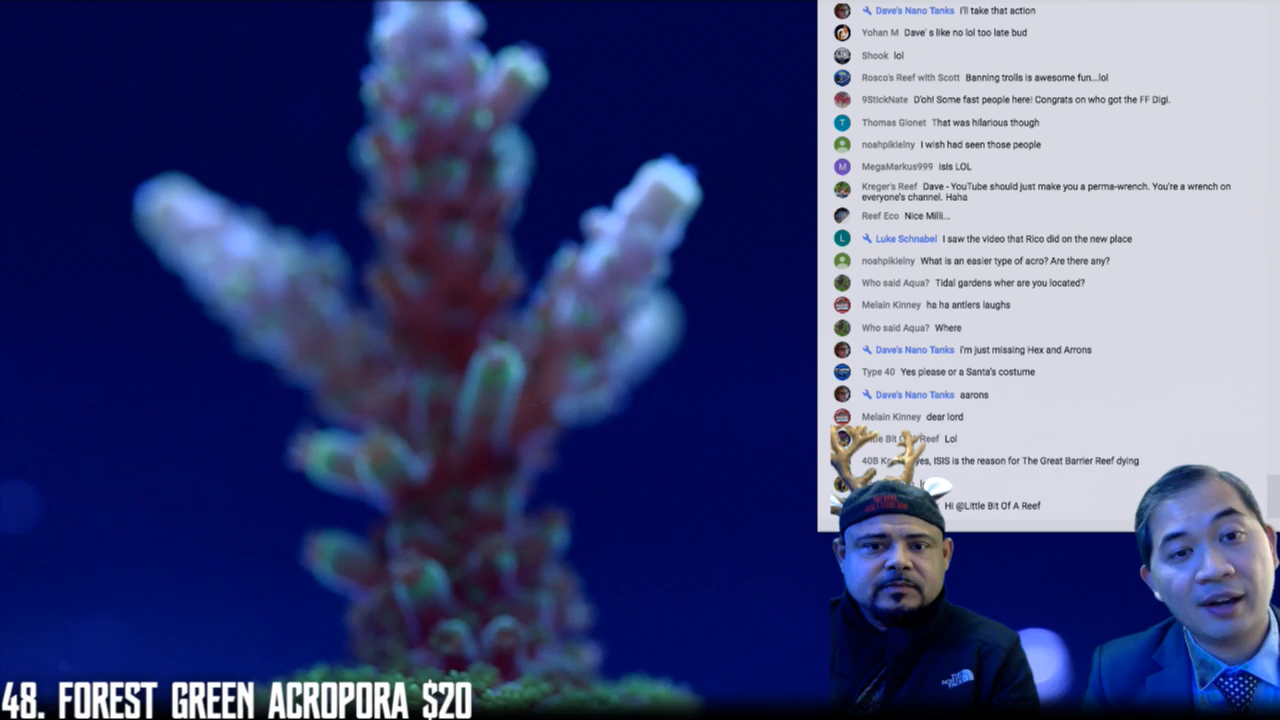 Dave's Nano Tanks I'll take that action
Yohan M Dave' s like no lol too late bud
Shook lol
Rosco's Reef with Scott Banning trolls is awesome fun...lol
9StickNate D'oh! Some fast people here! Congrats on who got the FF Digi.
T Thomas Gionet That was hilarious though
noahpikielny I wish had seen those people
M MegaMarkus999 Isis LOL
Kreger's Reef Dave - YouTube should just make you a perma-wrench. You're a wrench on
everyone's channel. Haha
Reef Eco Nice Milli...
L Luke Schnabel I saw the video that Rico did on the new place
noahpikielny What is an easier type of acro? Are there any?
Who said Aqua? Tidal gardens wher are you located?
Melain Kinney ha ha antlers laughs
Who said Aqua? Where
Dave's Nano Tanks i'm just missing Hex and Arrons
Type 40 Yes please or a Santa's costume
Dave's Nano Tanks aarons
Melain Kinney dear lord
Bit Reef Lol
40B yes, ISIS is the reason for The Great Barrier Reef dying
Hi @Little Bit Of A Reef
THE NORTH FACE
48. FOREST GREEN ACROPORA $20